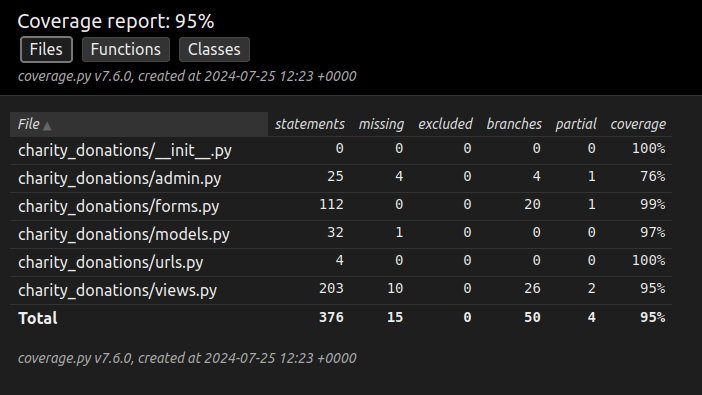 Coverage report: 95%
Files Functions Classes
coverage.py v7.6.0, created at 2024-07-25 12:23 +0000
File ▲ statements missing excluded branches partial coverage
charity_donations/__init__.py 0 0 0 0 0 100%
charity_donations/admin.py 25 4 0 4 1 76%
charity_donations/forms.py 112 0 0 20 1 99%
charity_donations/models.py 32 1 0 0 0 97%
charity_donations/urls.py 4 0 0 0 0 100%
charity_donations/views.py 203 10 0 26 2 95%
Total 376 15 0 50 4 95%
coverage.py v7.6.0, created at 2024-07-25 12:23 +0000